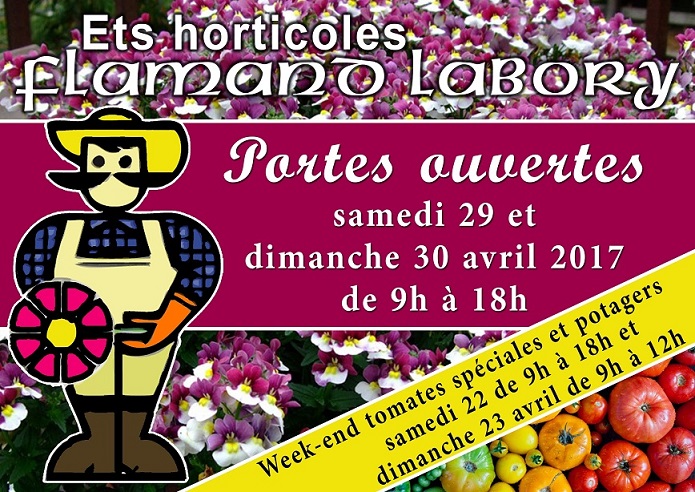 Ets horticoles
Flamand Labory
Portes ouvertes
samedi 29 et
dimanche 30 avril 2017
de 9h à 18h
Week-end tomates spéciales et potagers
samedi 22 de 9h à 18h et
dimanche 23 avril de 9h à 12h